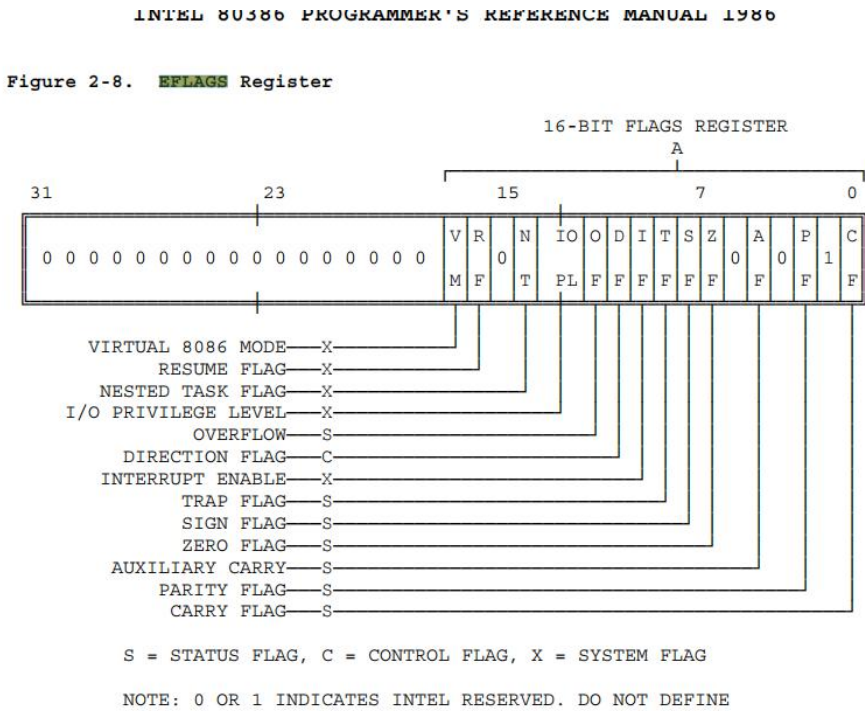 INTEL 80386 PROGRAMMER'S REFERENCE MANUAL 1986
Figure 2-8. EFLAGS Register
16-BIT FLAGS REGISTER
A
31 23 15 7 0
V R N IO O D I T S Z A P C
0 0 0 0 0 0 0 0 0 0 0 0 0 0 0 0 0 0 0 0 1
M F T PL F F F F F F F F F
VIRTUAL 8086 MODE X
RESUME FLAG X
NESTED TASK FLAG X
I/O PRIVILEGE LEVEL X
OVERFLOW S
DIRECTION FLAG C
INTERRUPT ENABLE X
TRAP FLAG S
SIGN FLAG S
ZERO FLAG S
AUXILIARY CARRY S
PARITY FLAG S
CARRY FLAG S
S = STATUS FLAG, C = CONTROL FLAG, X = SYSTEM FLAG
NOTE: 0 OR 1 INDICATES INTEL RESERVED. DO NOT DEFINE